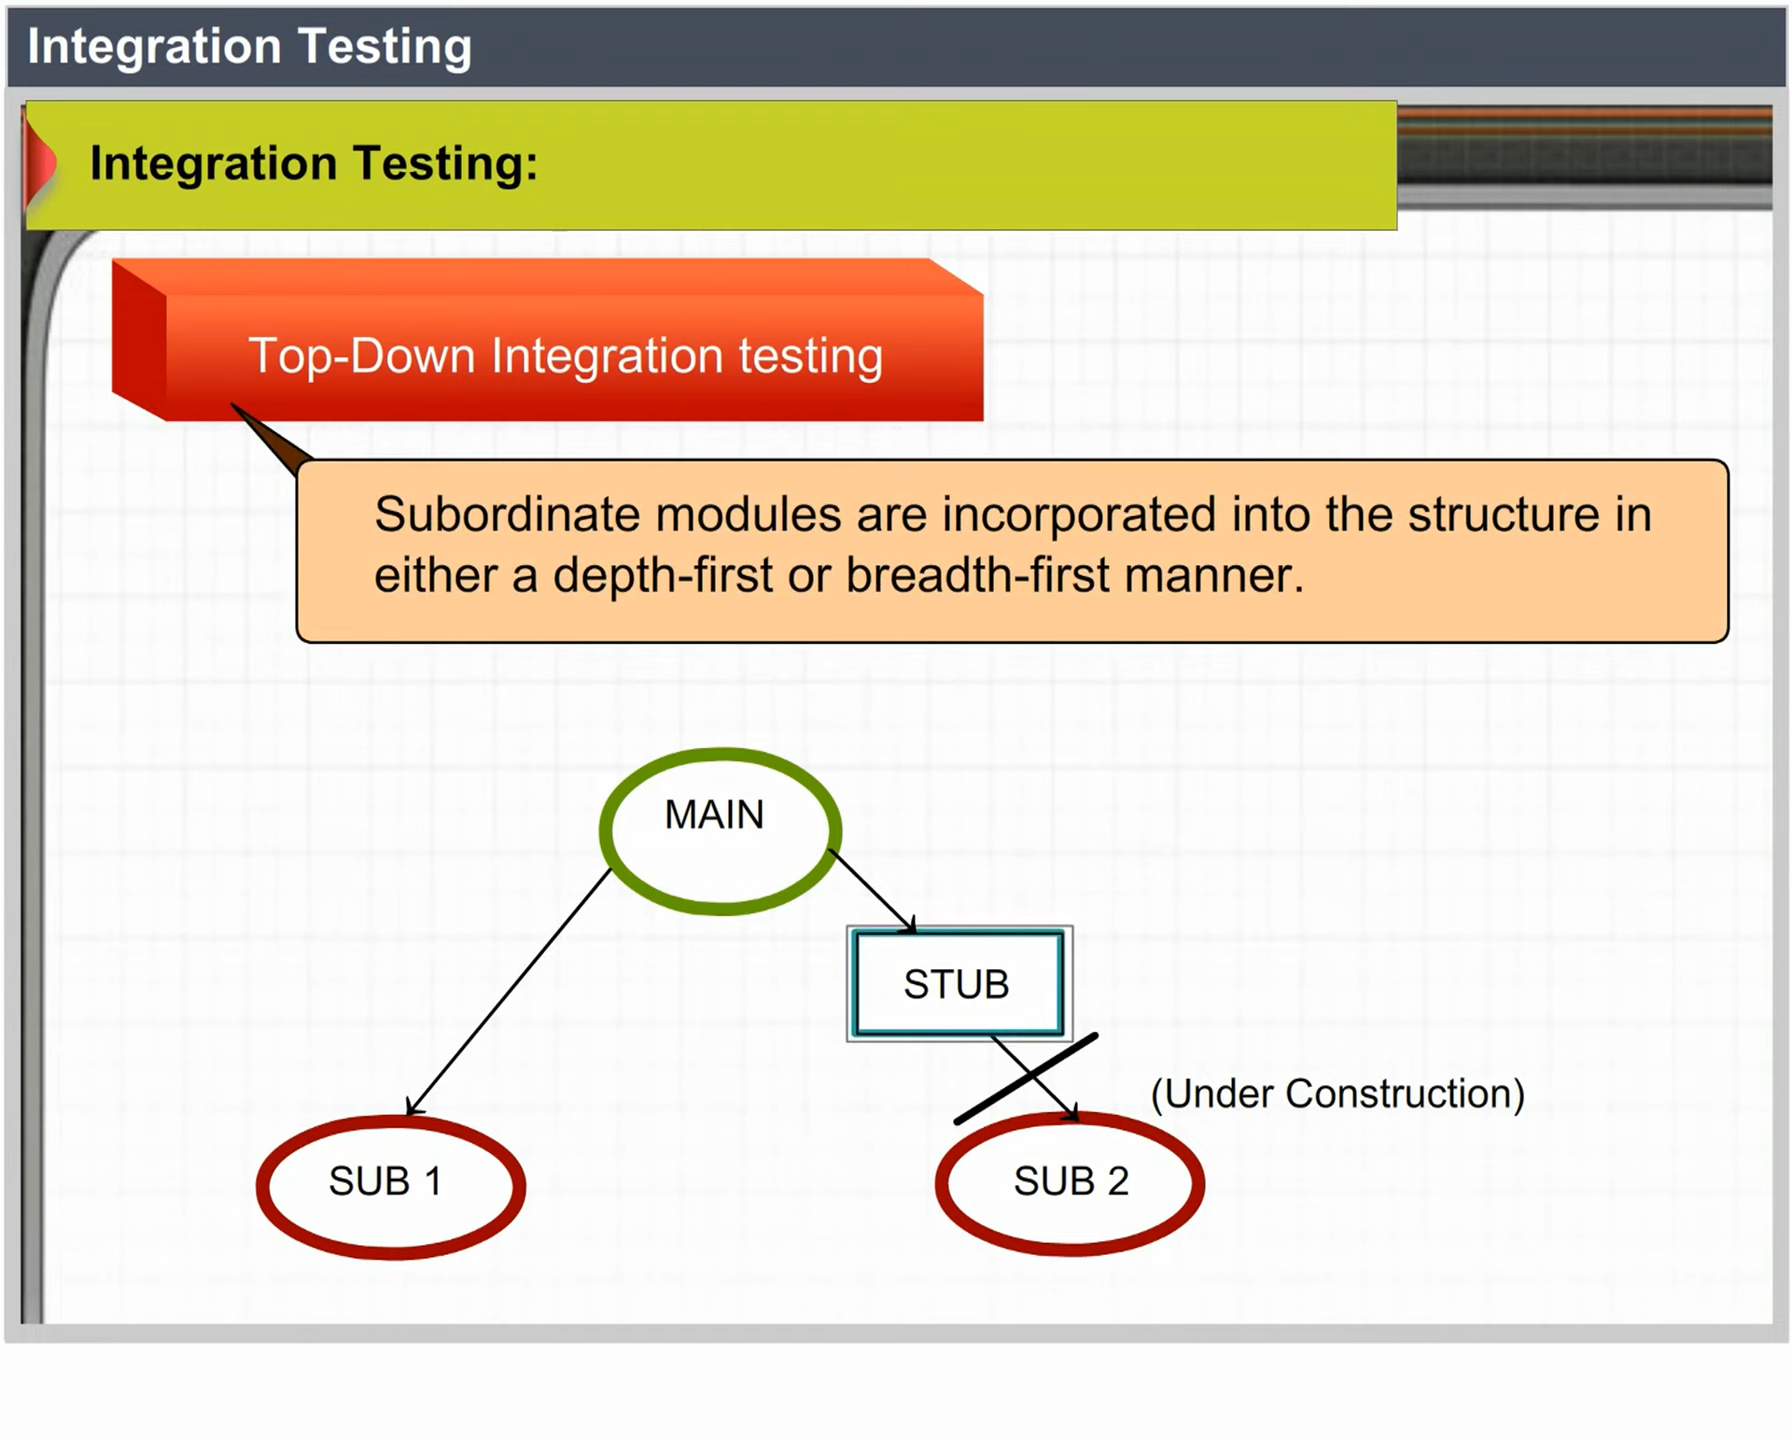 Integration Testing
Integration Testing:
Top-Down Integration testing
Subordinate modules are incorporated into the structure in
either a depth-first or breadth-first manner.
MAIN
STUB
(Under Construction)
SUB 1
SUB 2